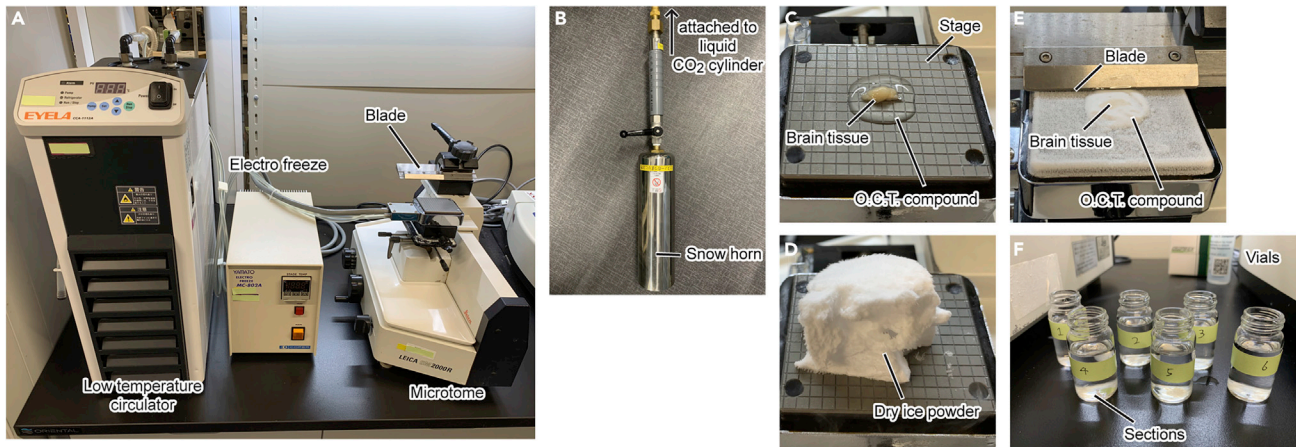 A
EYELA
Electro freeze
Blade
YAMATO
ELECTRO
FREEZE
MC-802A
LEICA
2000R
Low temperature
circulator
Microtome
ORIENTAL
B
attached to
liquid
CO2 cylinder
Snow horn
C
Stage
Brain tissue
O.C.T. compound
D
Dry ice powder
E
Blade
Brain tissue
O.C.T. compound
F
Vials
1
2
3
4
5
6
Sections